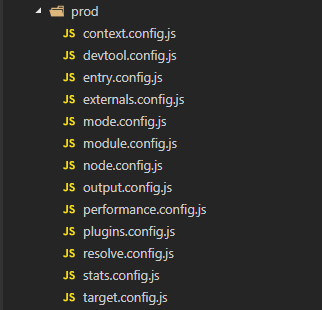 prod
JS context.config.js
JS devtool.config.js
JS entry.config.js
JS externals.config.js
JS mode.config.js
JS module.config.js
JS node.config.js
JS output.config.js
JS performance.config.js
JS plugins.config.js
JS resolve.config.js
JS stats.config.js
JS target.config.js